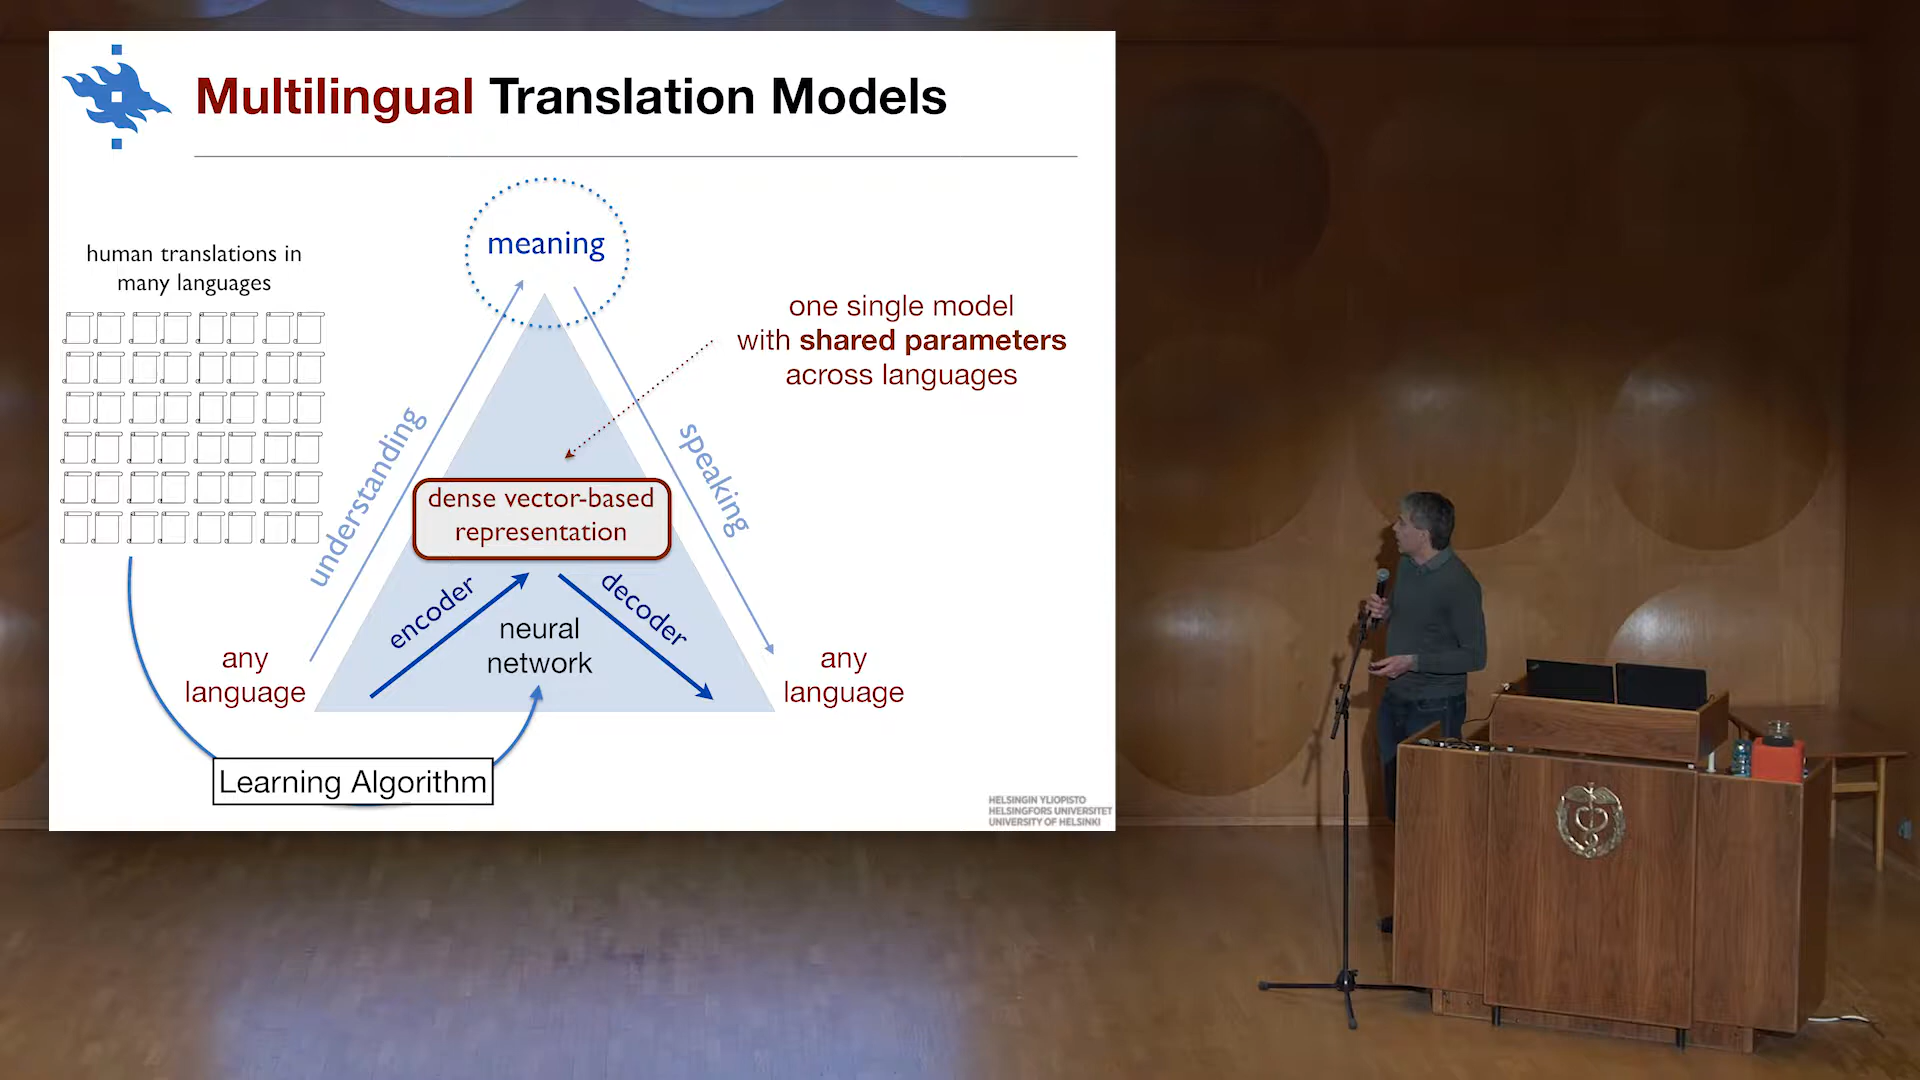 Multilingual Translation Models
human translations in
many languages
meaning
one single model
with shared parameters
across languages
understanding
speaking
dense vector-based
representation
encoder
decoder
neural
network
any
language
any
language
Learning Algorithm
HELSINGIN YLIOPISTO
HELSINGFORS UNIVERSITET
UNIVERSITY OF HELSINKI